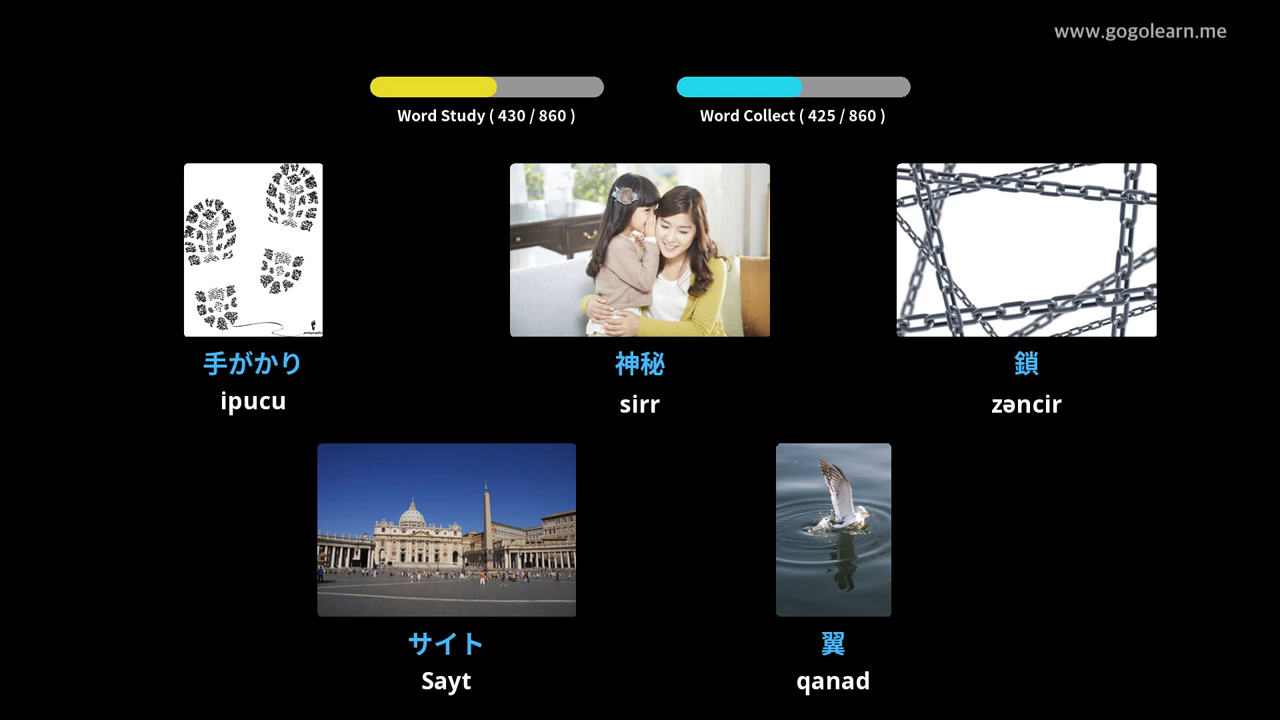 www.gogolearn.me
Word Study ( 430 / 860 )
Word Collect ( 425 / 860 )
手がかり
ipucu
神秘
sirr
鎖
zəncir
サイト
Sayt
翼
qanad